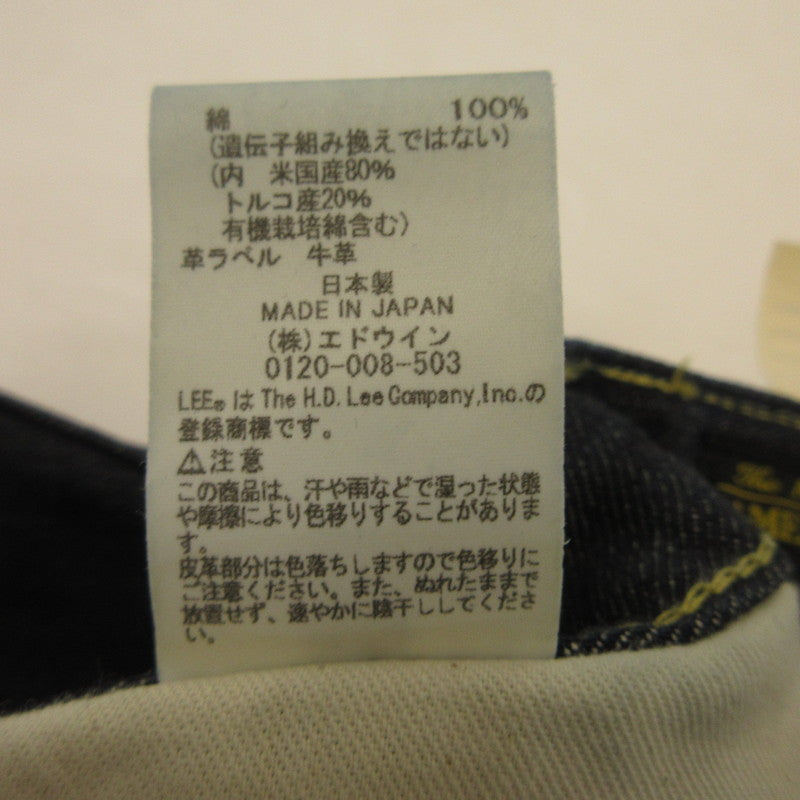 綿 100%
(遺伝子組み換えではない)
(内 米国産80%
トルコ産20%
有機栽培綿含む)
革ラベル 牛革
日本製
MADE IN JAPAN
(株)エドウイン
0120-008-503
LEE®はThe H.D. Lee Company,Inc.の
登録商標です。
⚠注意
この商品は、汗や雨などで湿った状態
や摩擦により色移りすることがありま
す。
皮革部分は色落ちしますので色移りに
ご注意ください。また、ぬれたままで
放置せず、速やかに陰干ししてくださ
い。
The